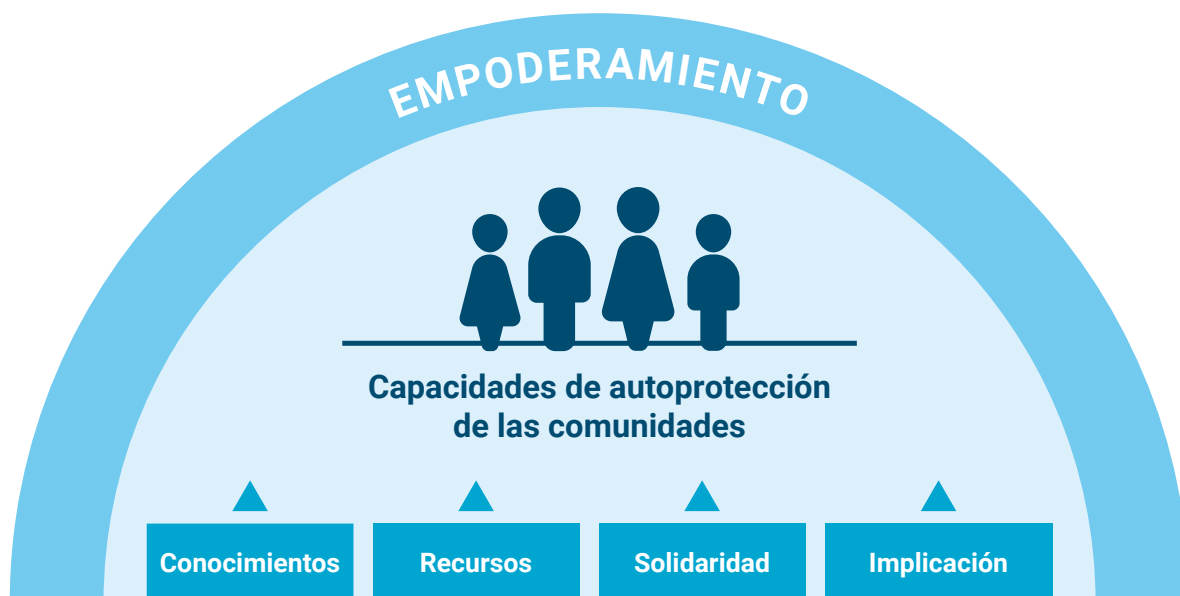 EMPODERAMIENTO
Capacidades de autoprotección
de las comunidades
Conocimientos
Recursos
Solidaridad
Implicación